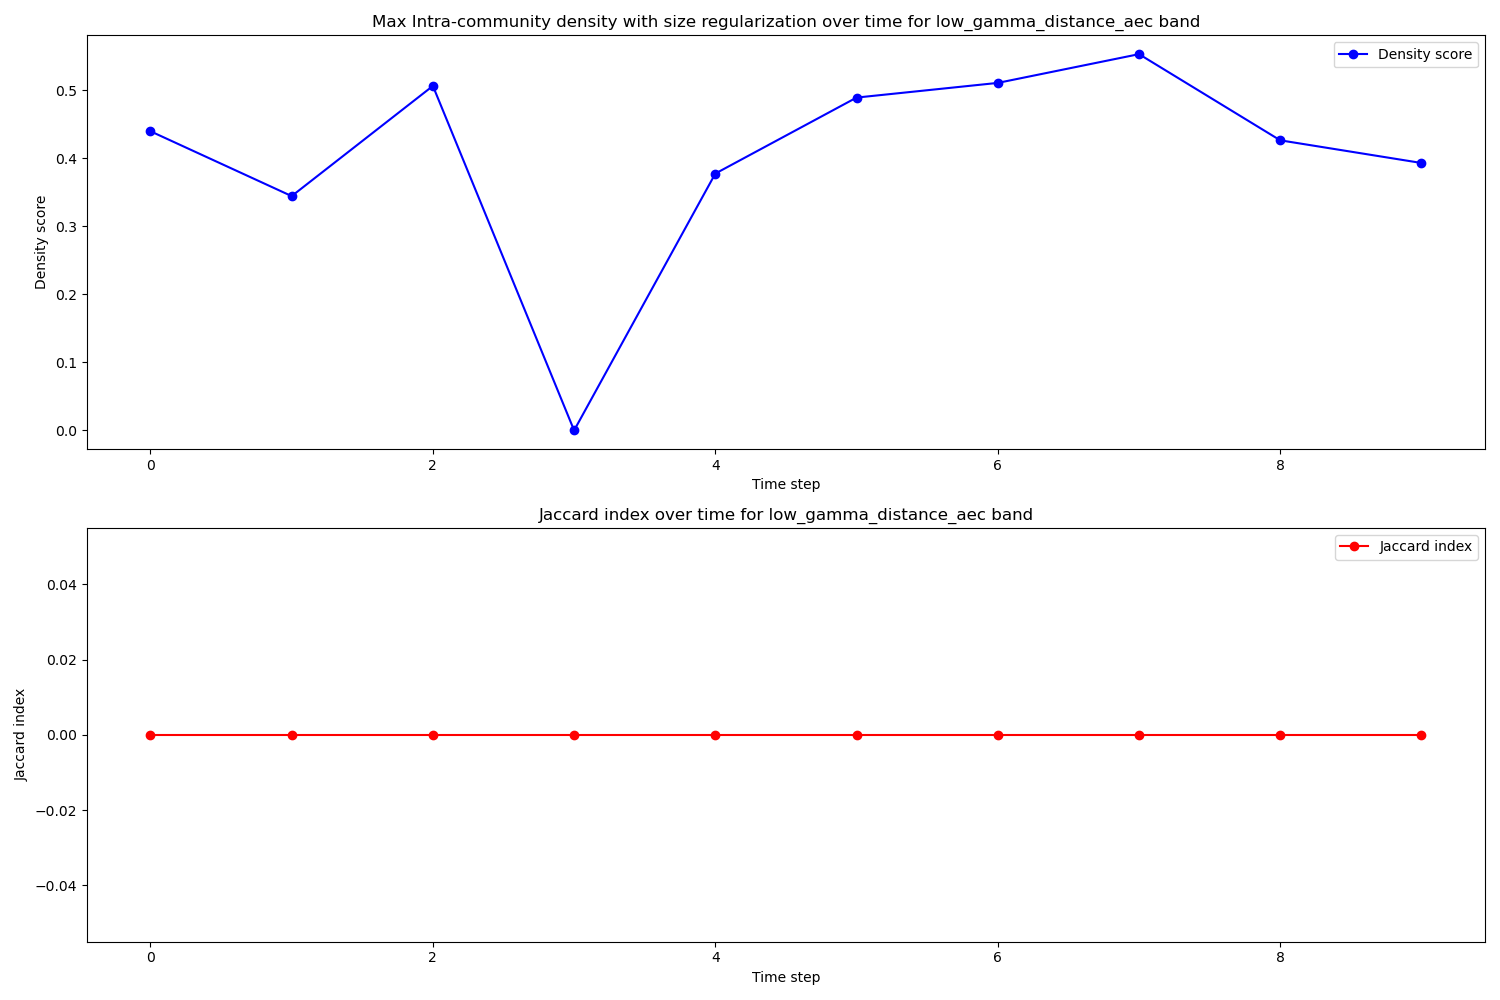 Max Intra-community density with size regularization over time for low_gamma_distance_aec band
Density score
0.5
0.4
0.3
0.2
0.1
0.0
Density score
0 2 4 6 8
Time step
Jaccard index over time for low_gamma_distance_aec band
Jaccard index
0.04
0.02
0.00
−0.02
−0.04
Jaccard index
0 2 4 6 8
Time step